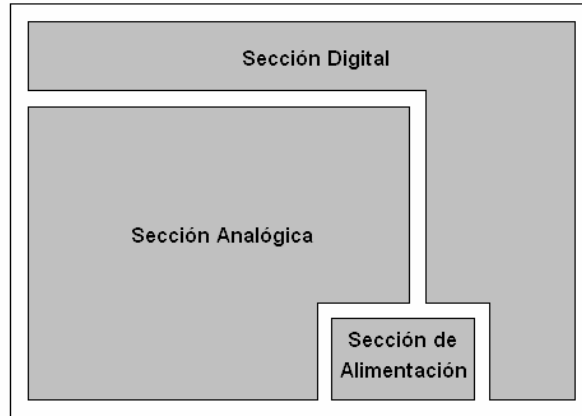 Sección Digital
Sección Analógica
Sección de
Alimentación